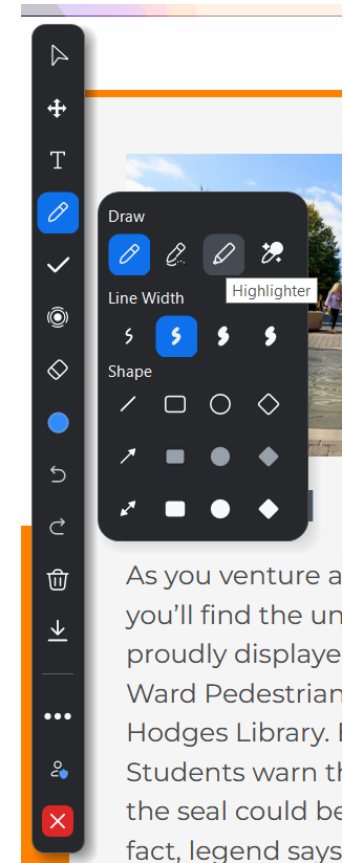 T
Draw
Highlighter
Line Width
Shape
As you venture a
you'll find the un
proudly displaye
Ward Pedestrian
Hodges Library.
Students warn th
the seal could be
fact, legend says